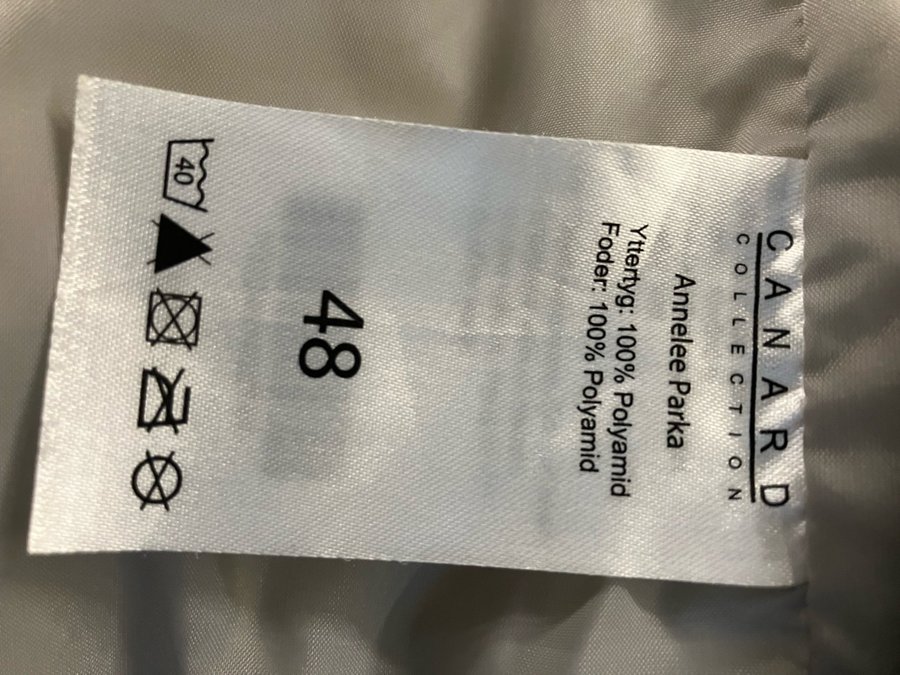 CANARD
COLLECTION
Annelee Parka
Yttertyg: 100% Polyamid
Foder: 100% Polyamid
48
40